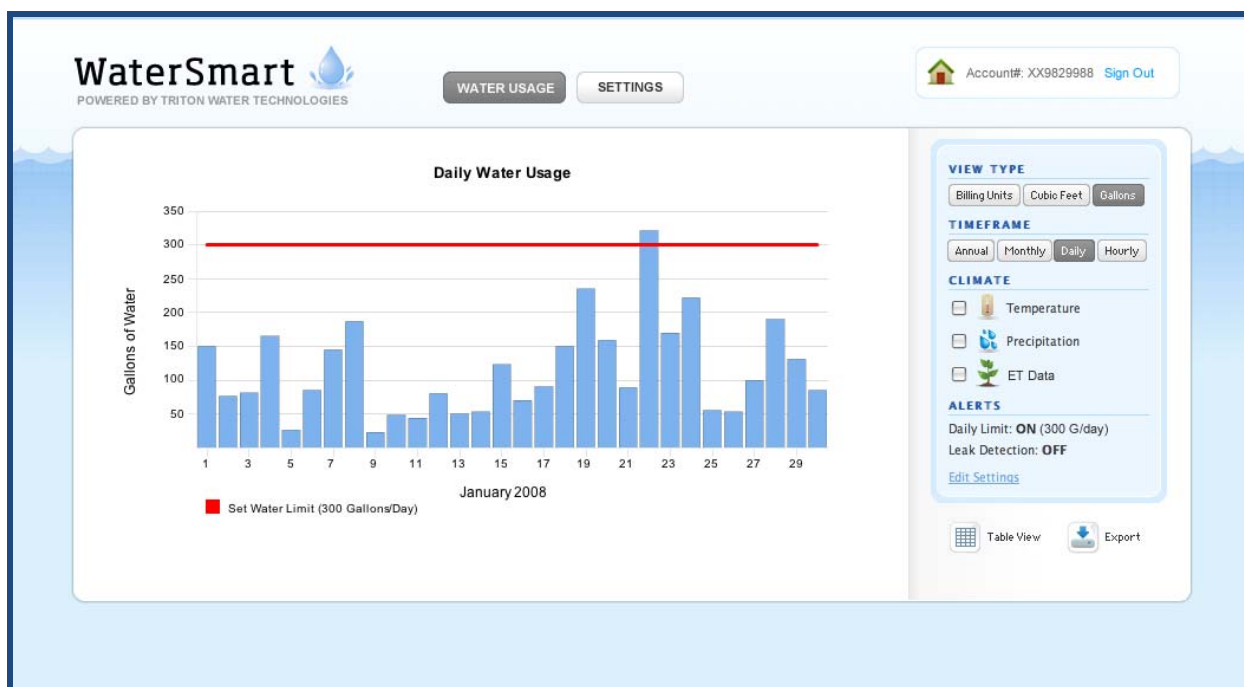 WaterSmart
POWERED BY TRITON WATER TECHNOLOGIES
WATER USAGE
SETTINGS
Account#: XX9829988 Sign Out
Daily Water Usage
350
300
250
200
150
100
50
Gallons of Water
1 3 5 7 9 11 13 15 17 19 21 23 25 27 29
January 2008
Set Water Limit (300 Gallons/Day)
VIEW TYPE
Billing Units Cubic Feet Gallons
TIMEFRAME
Annual Monthly Daily Hourly
CLIMATE
Temperature
Precipitation
ET Data
ALERTS
Daily Limit: ON (300 G/day)
Leak Detection: OFF
Edit Settings
Table View Export